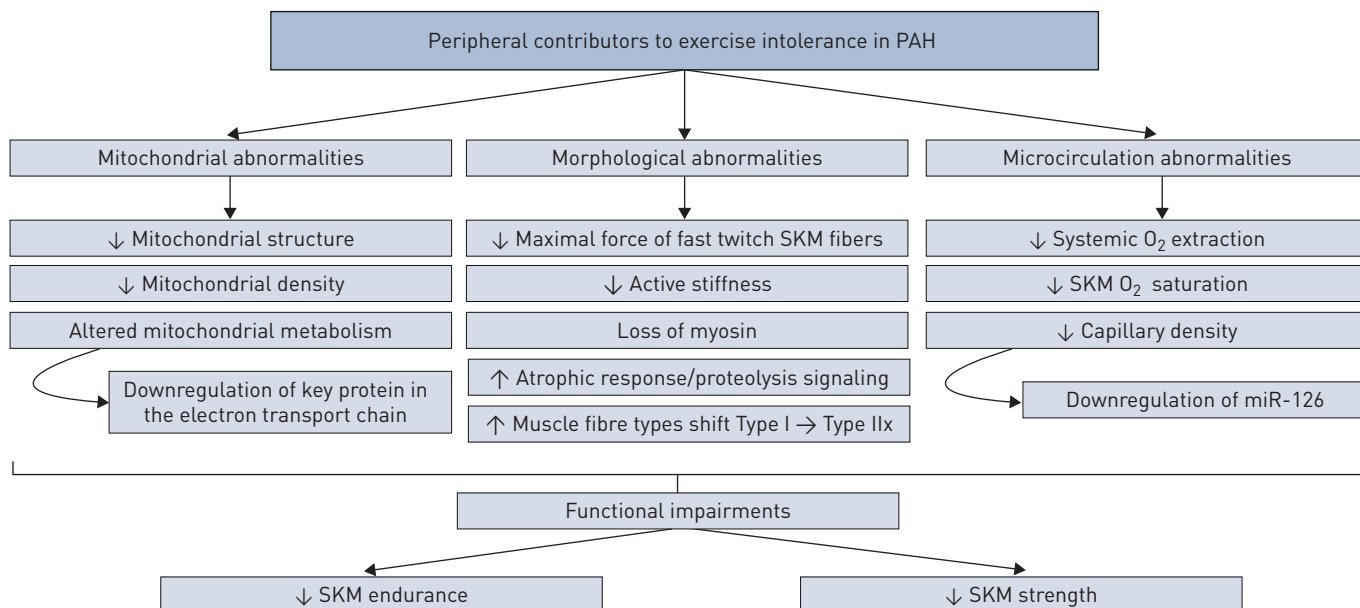 Peripheral contributors to exercise intolerance in PAH
Mitochondrial abnormalities
Morphological abnormalities
Microcirculation abnormalities
↓ Mitochondrial structure
↓ Maximal force of fast twitch SKM fibers
↓ Systemic O₂ extraction
↓ Mitochondrial density
↓ Active stiffness
↓ SKM O₂ saturation
Altered mitochondrial metabolism
Loss of myosin
↓ Capillary density
Downregulation of key protein in
the electron transport chain
↑ Atrophic response/proteolysis signaling
Downregulation of miR-126
↑ Muscle fibre types shift Type I → Type IIx
Functional impairments
↓ SKM endurance
↓ SKM strength